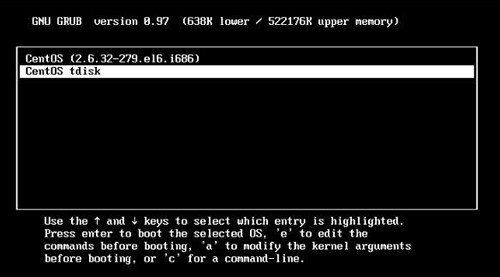 GNU GRUB  version 0.97  (638K lower / 522176K upper memory)
CentOS (2.6.32-279.el6.i686)
CentOS tdisk
Use the ↑ and ↓ keys to select which entry is highlighted.
Press enter to boot the selected OS, 'e' to edit the
commands before booting, 'a' to modify the kernel arguments
before booting, or 'c' for a command-line.